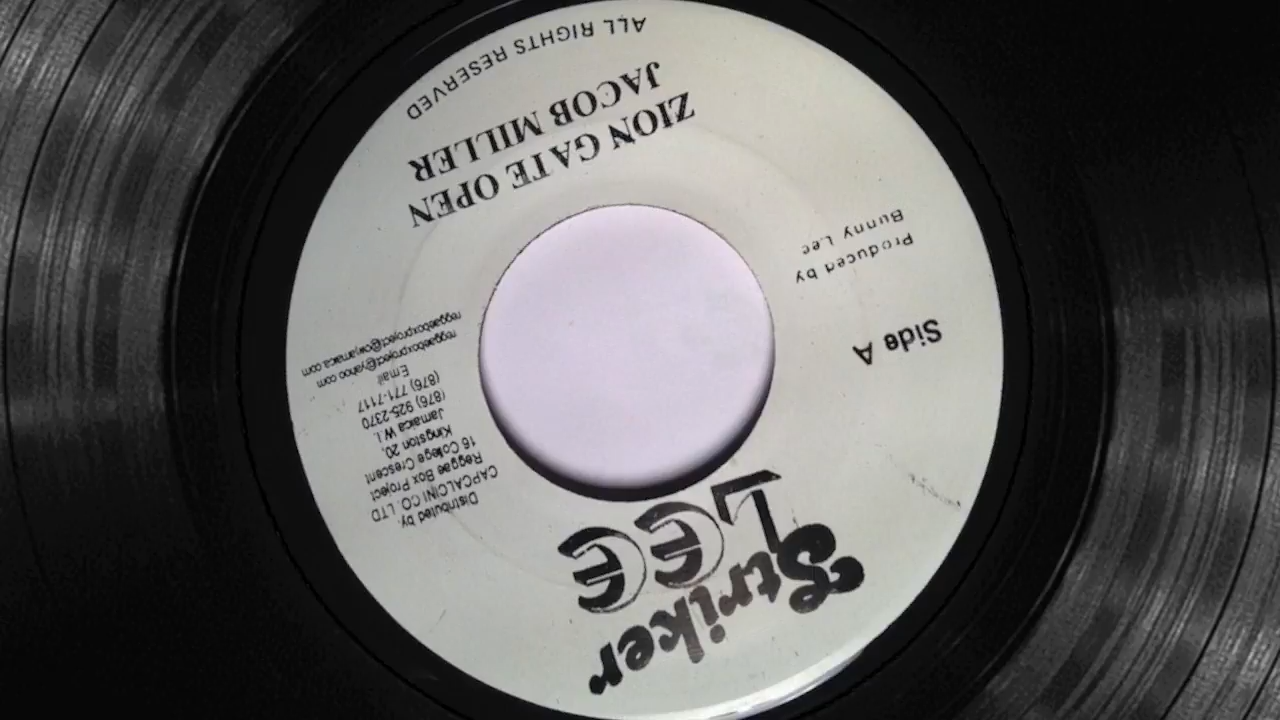 Striker
Lee
Side A
Produced by
Bunny Lee
Distributed by
CAPCALCINI CO. LTD
Reggae Box Project
16 College Crescent
Kingston 20,
Jamaica W.I.
(876) 925-2370
(876) 771-7117
Email
reggaeboxproject@yahoo.com
reggaeboxproject@cwjamaica.com
ZION GATE OPEN
JACOB MILLER
ALL RIGHTS RESERVED